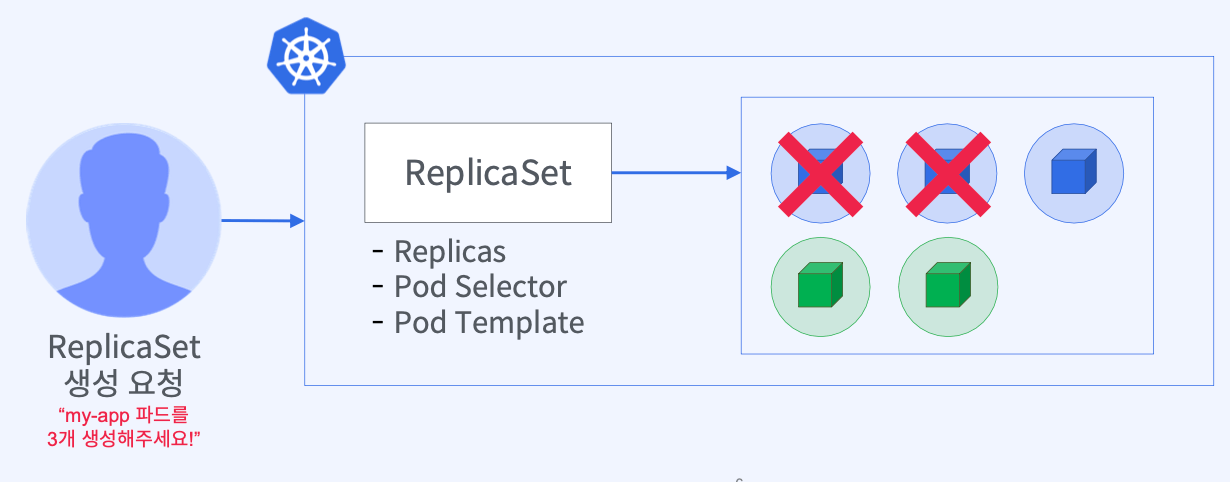 ReplicaSet
- Replicas
- Pod Selector
- Pod Template
ReplicaSet
생성 요청
“my-app 파드를
3개 생성해주세요!”